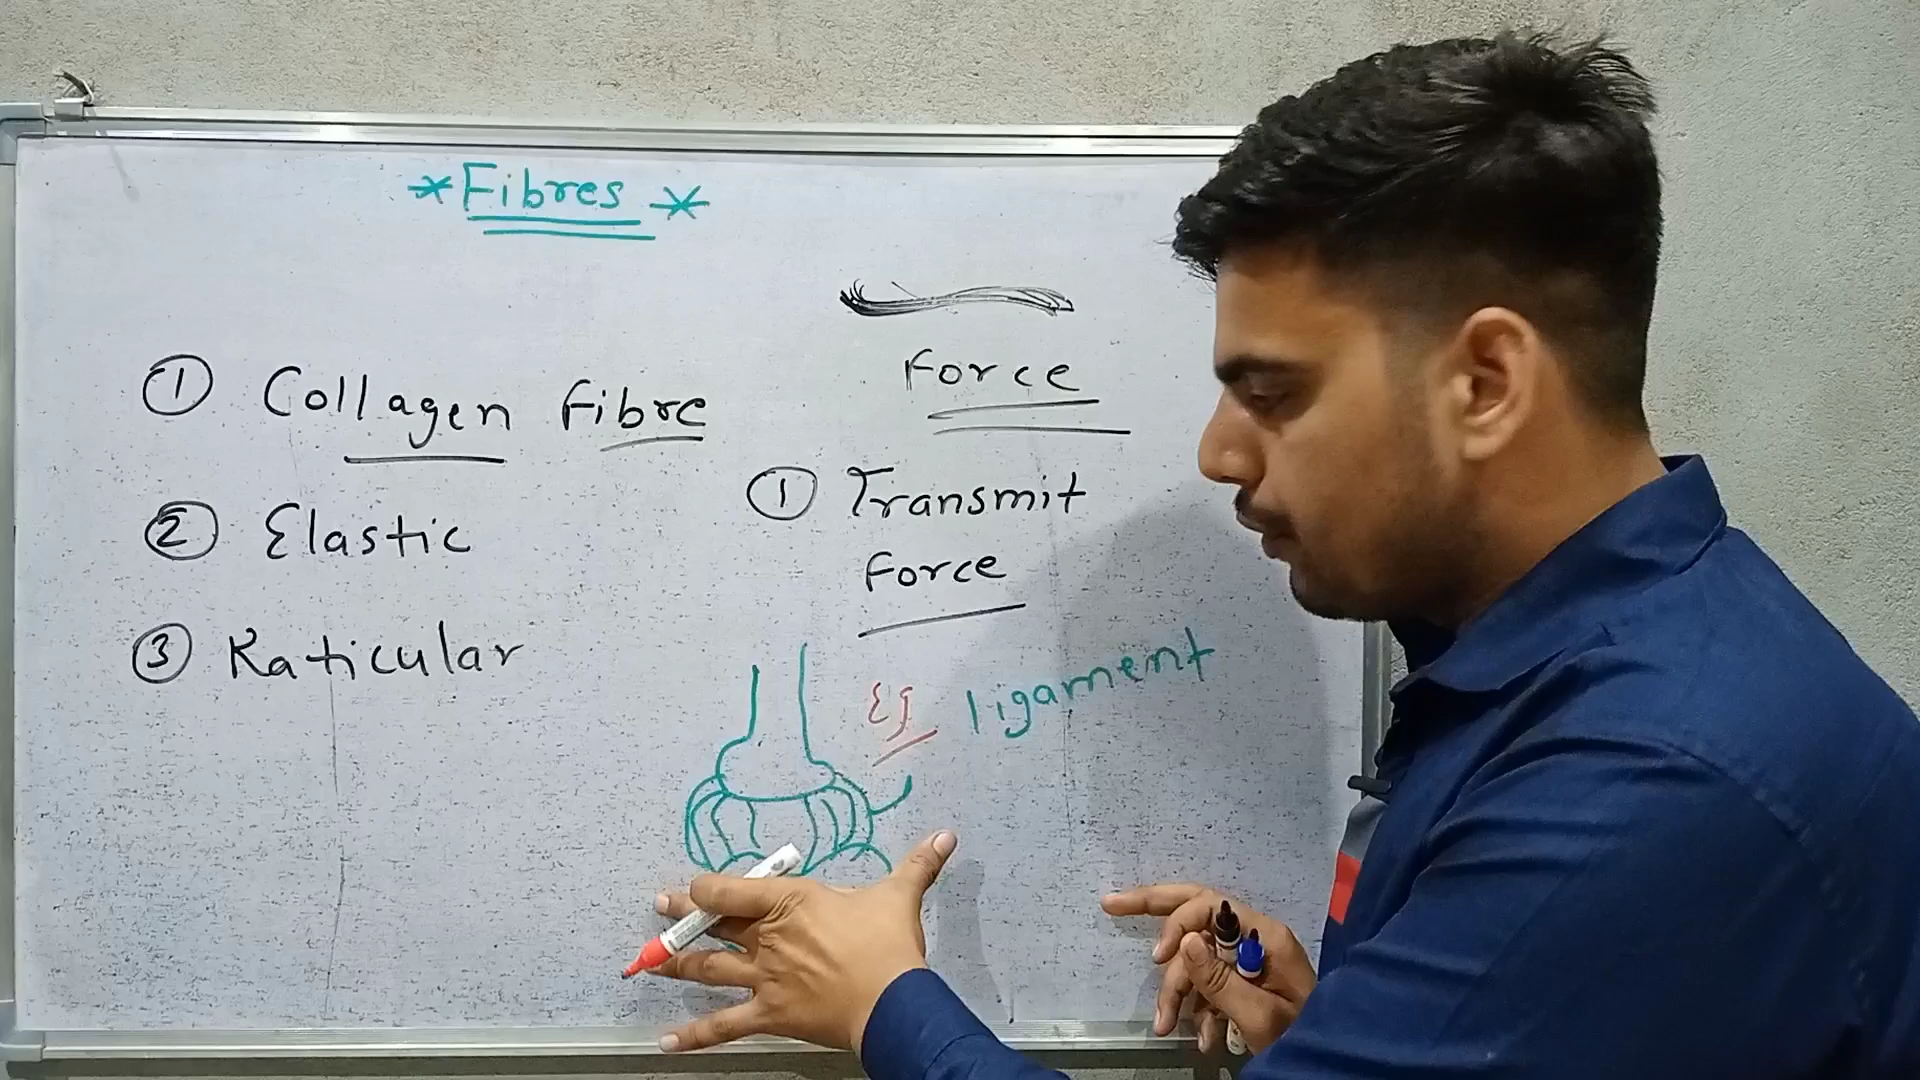 *Fibres*
① Collagen Fibre
② Elastic
③ Raticular
Force
① Transmit
Force
Eg ligament